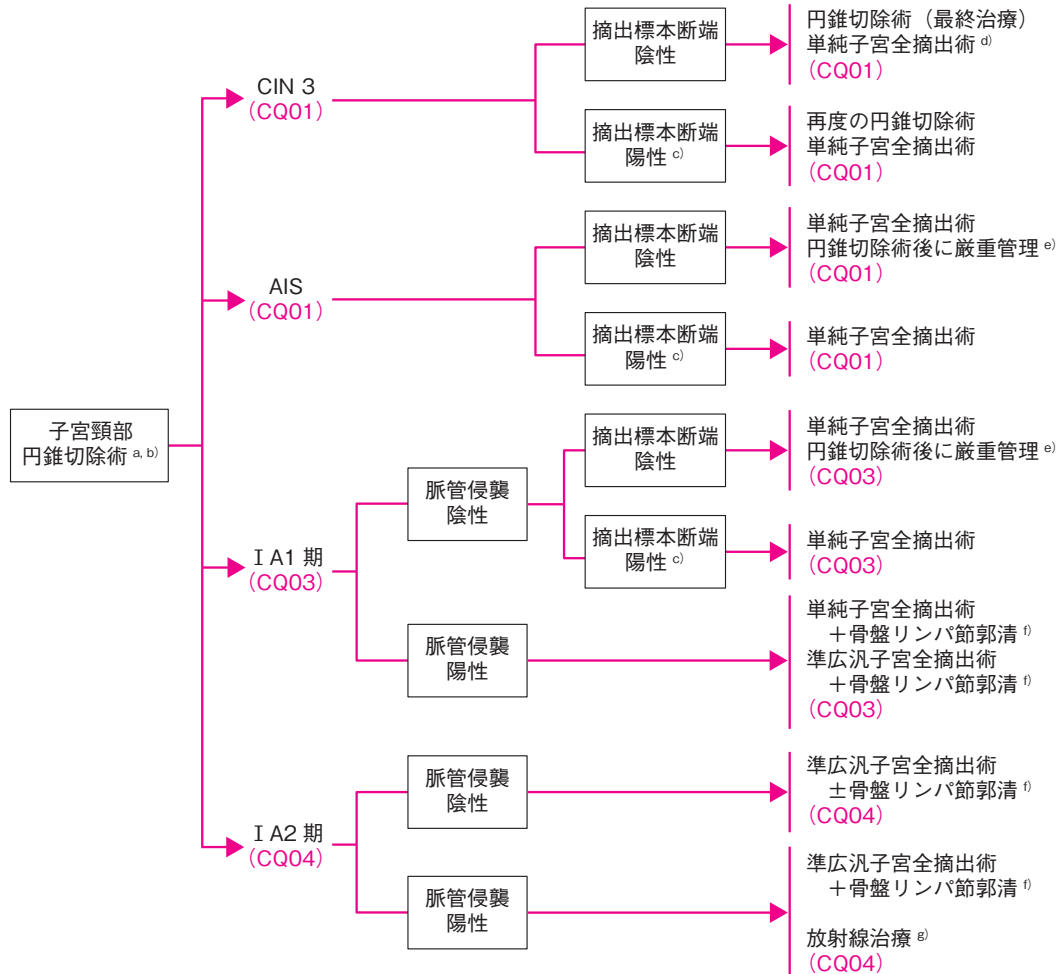 子宮頸部
円錐切除術 a, b)
CIN 3
(CQ01)
摘出標本断端
陰性
円錐切除術（最終治療）
単純子宮全摘出術 d)
(CQ01)
摘出標本断端
陽性 c)
再度の円錐切除術
単純子宮全摘出術
(CQ01)
AIS
(CQ01)
摘出標本断端
陰性
単純子宮全摘出術
円錐切除術後に厳重管理 e)
(CQ01)
摘出標本断端
陽性 c)
単純子宮全摘出術
(CQ01)
ⅠA1 期
(CQ03)
脈管侵襲
陰性
摘出標本断端
陰性
単純子宮全摘出術
円錐切除術後に厳重管理 e)
(CQ03)
摘出標本断端
陽性 c)
単純子宮全摘出術
(CQ03)
脈管侵襲
陽性
単純子宮全摘出術
＋骨盤リンパ節郭清 f)
準広汎子宮全摘出術
＋骨盤リンパ節郭清 f)
(CQ03)
ⅠA2 期
(CQ04)
脈管侵襲
陰性
準広汎子宮全摘出術
±骨盤リンパ節郭清 f)
(CQ04)
脈管侵襲
陽性
準広汎子宮全摘出術
＋骨盤リンパ節郭清 f)
放射線治療 g)
(CQ04)